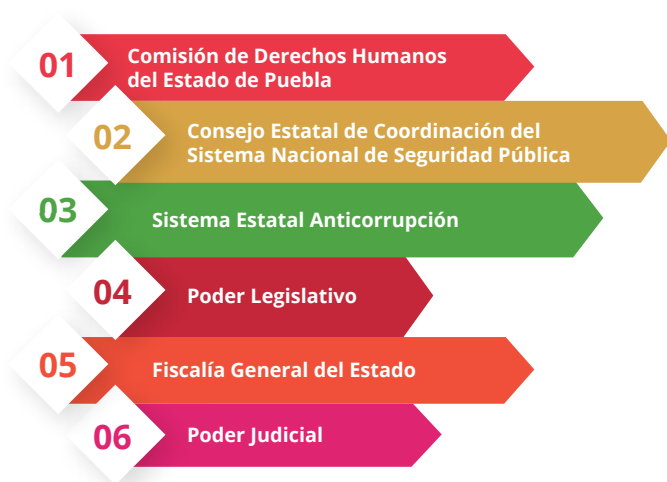 01
Comisión de Derechos Humanos
del Estado de Puebla
02
Consejo Estatal de Coordinación del
Sistema Nacional de Seguridad Pública
03
Sistema Estatal Anticorrupción
04
Poder Legislativo
05
Fiscalía General del Estado
06
Poder Judicial